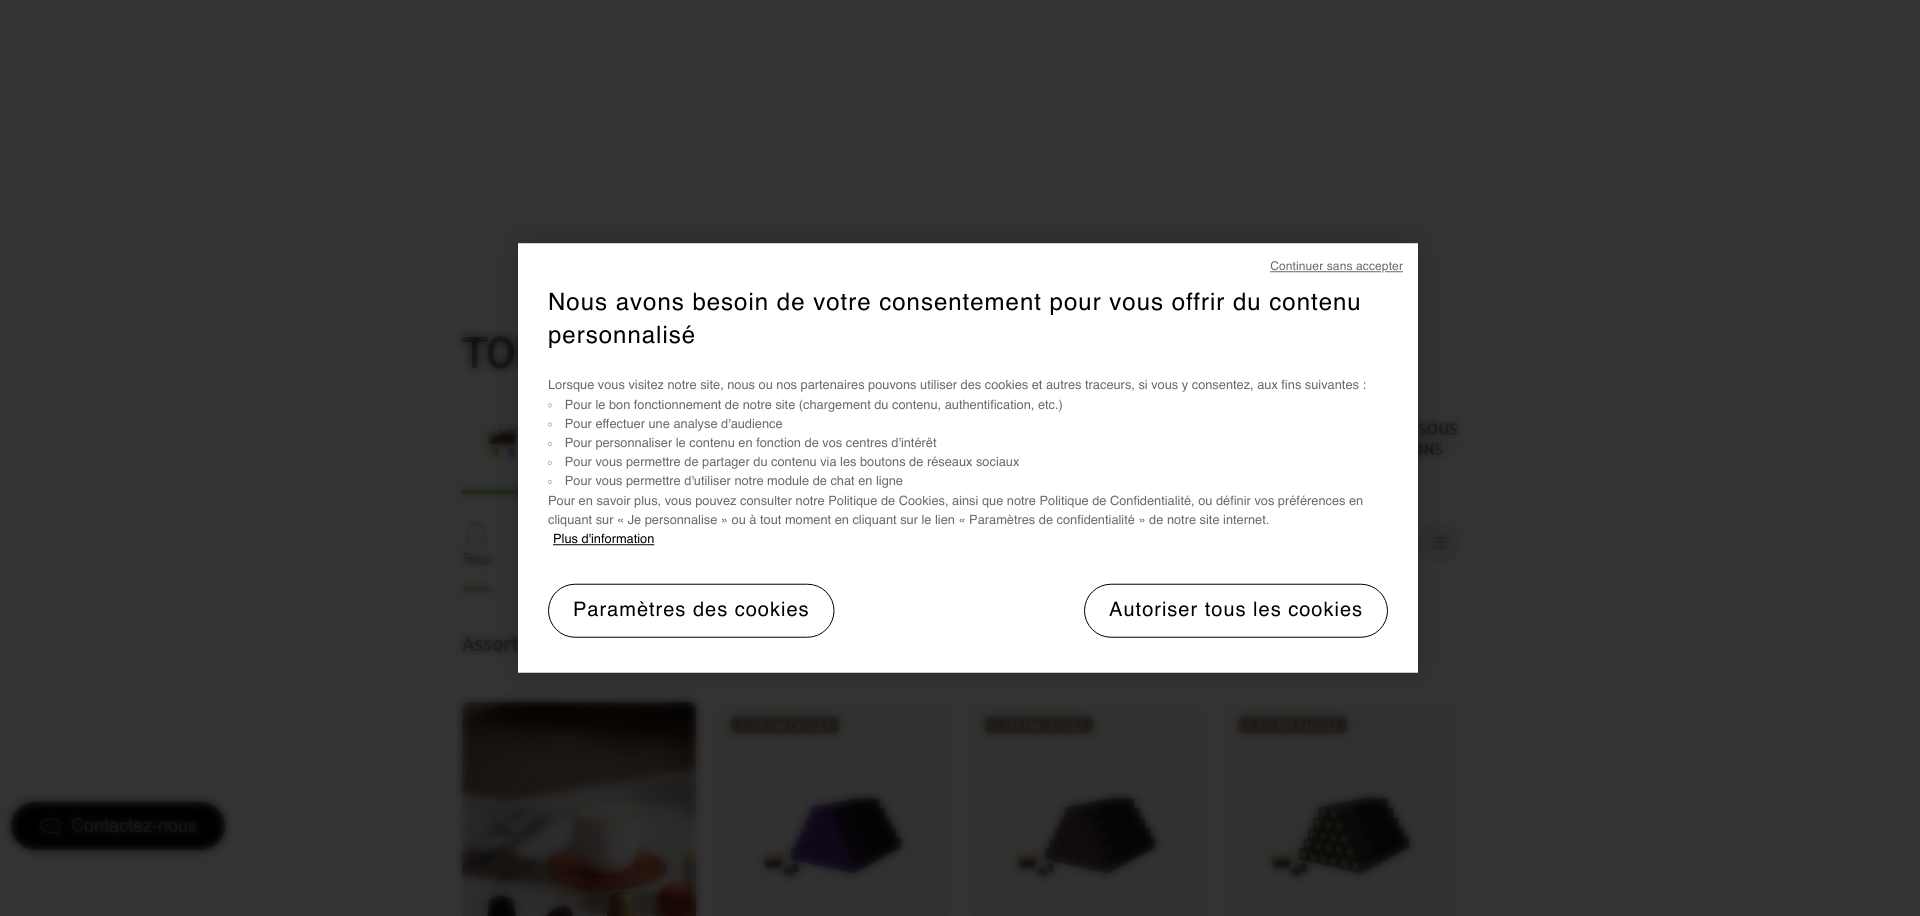 Continuer sans accepter
Nous avons besoin de votre consentement pour vous offrir du contenu
personnalisé
Lorsque vous visitez notre site, nous ou nos partenaires pouvons utiliser des cookies et autres traceurs, si vous y consentez, aux fins suivantes :
Pour le bon fonctionnement de notre site (chargement du contenu, authentification, etc.)
Pour effectuer une analyse d'audience
Pour personnaliser le contenu en fonction de vos centres d'intérêt
Pour vous permettre de partager du contenu via les boutons de réseaux sociaux
Pour vous permettre d'utiliser notre module de chat en ligne
Pour en savoir plus, vous pouvez consulter notre Politique de Cookies, ainsi que notre Politique de Confidentialité, ou définir vos préférences en
cliquant sur « Je personnalise » ou à tout moment en cliquant sur le lien « Paramètres de confidentialité » de notre site internet.
Plus d'information
Paramètres des cookies
Autoriser tous les cookies
TO
SOUS
ONS
Tous
Assort
Contactez-nous